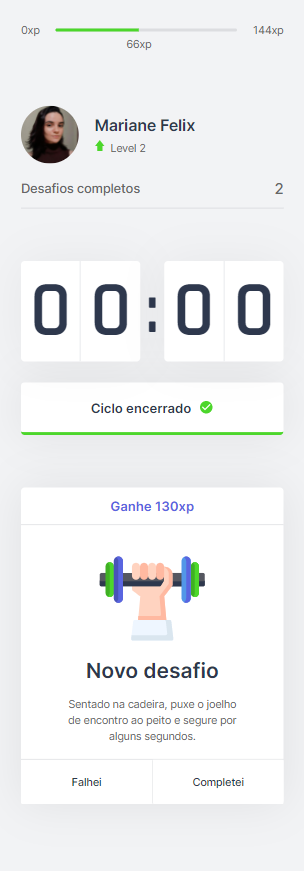 0xp
144xp
66xp
Mariane Felix
Level 2
Desafios completos
2
00:00
Ciclo encerrado
Ganhe 130xp
Novo desafio
Sentado na cadeira, puxe o joelho
de encontro ao peito e segure por
alguns segundos.
Falhei
Completei